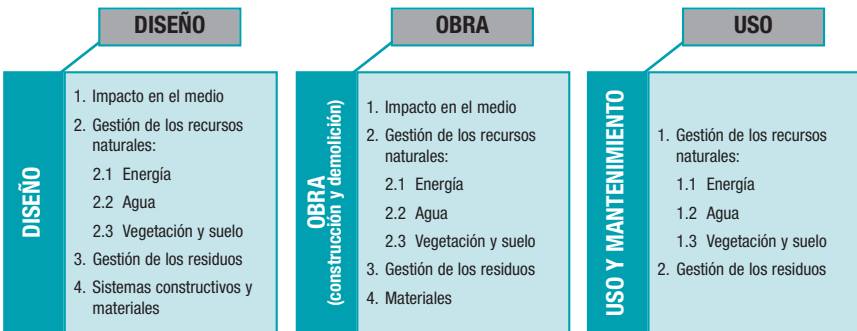 DISEÑO
DISEÑO
1. Impacto en el medio
2. Gestión de los recursos
naturales:
2.1 Energía
2.2 Agua
2.3 Vegetación y suelo
3. Gestión de los residuos
4. Sistemas constructivos y
materiales
OBRA
OBRA
(construcción y demolición)
1. Impacto en el medio
2. Gestión de los recursos
naturales:
2.1 Energía
2.2 Agua
2.3 Vegetación y suelo
3. Gestión de los residuos
4. Materiales
USO
USO Y MANTENIMIENTO
1. Gestión de los recursos
naturales:
1.1 Energía
1.2 Agua
1.3 Vegetación y suelo
2. Gestión de los residuos